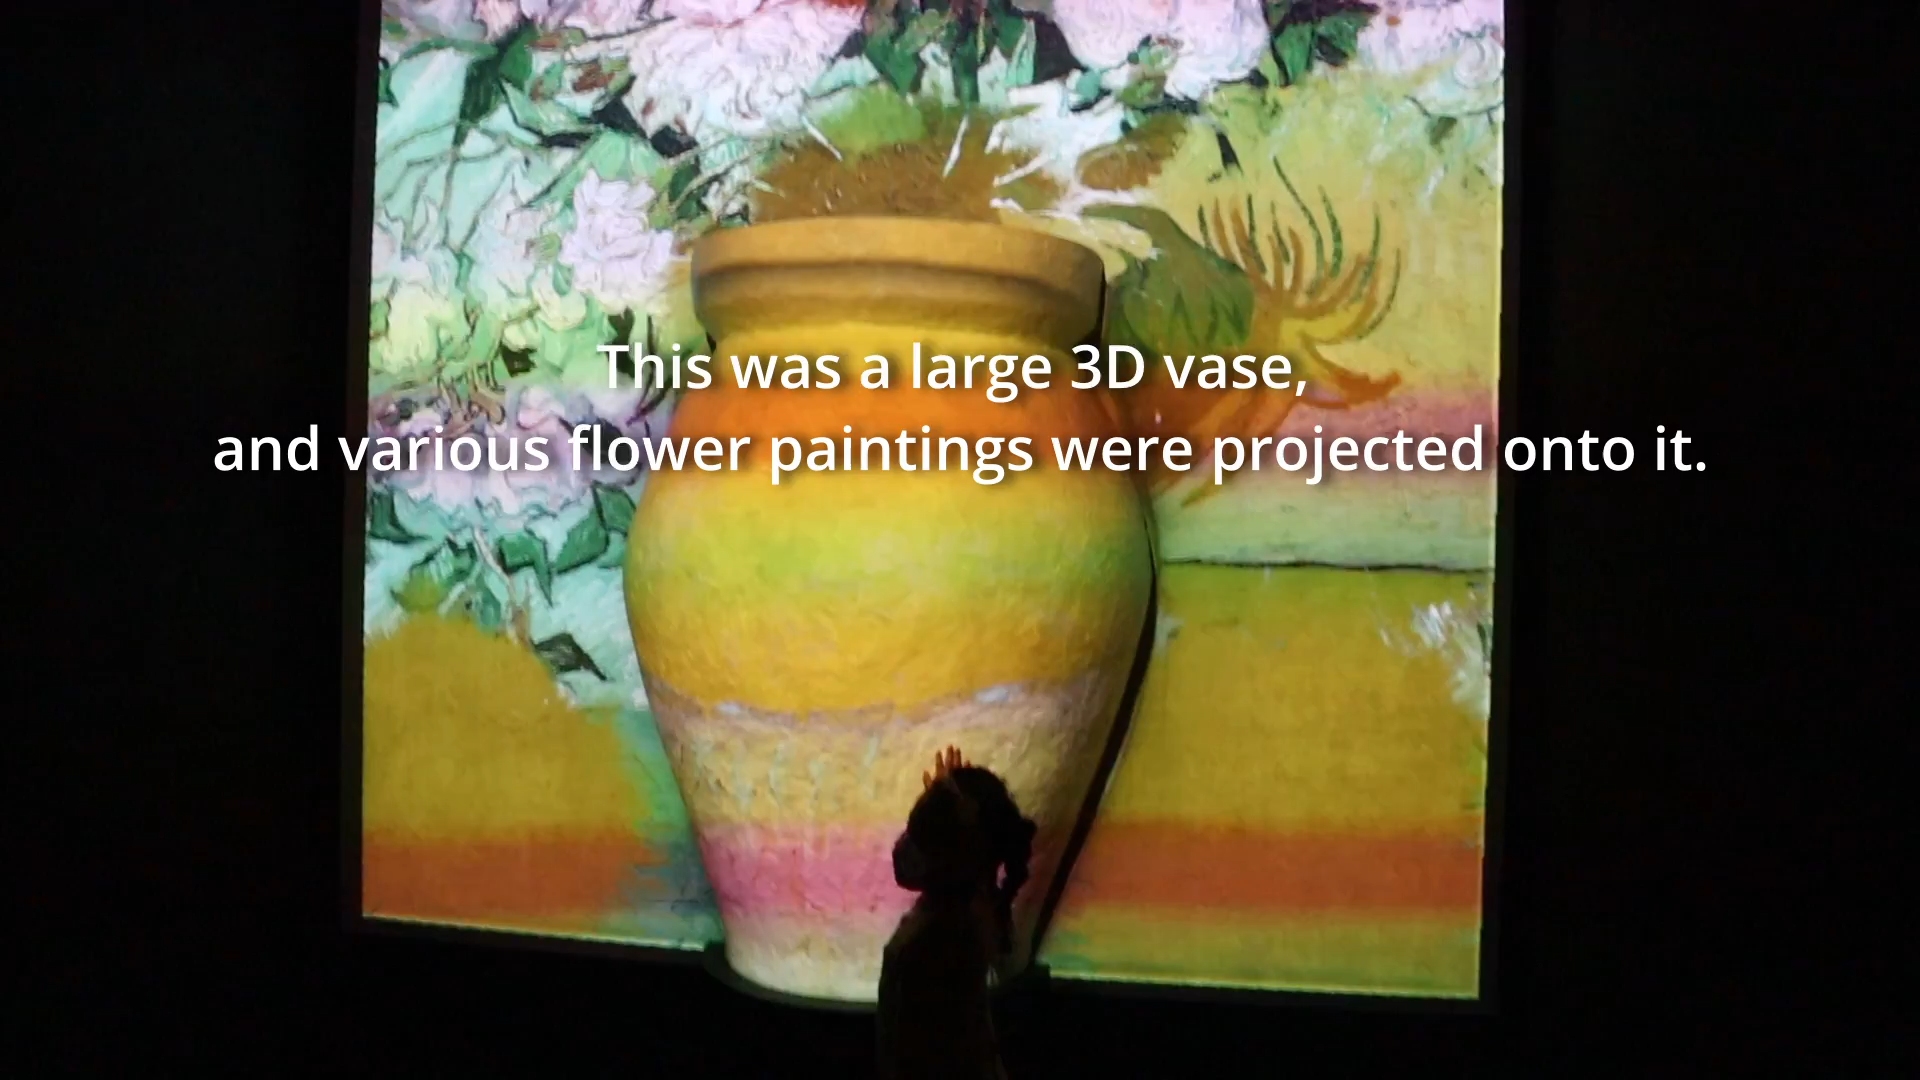 This was a large 3D vase,
and various flower paintings were projected onto it.